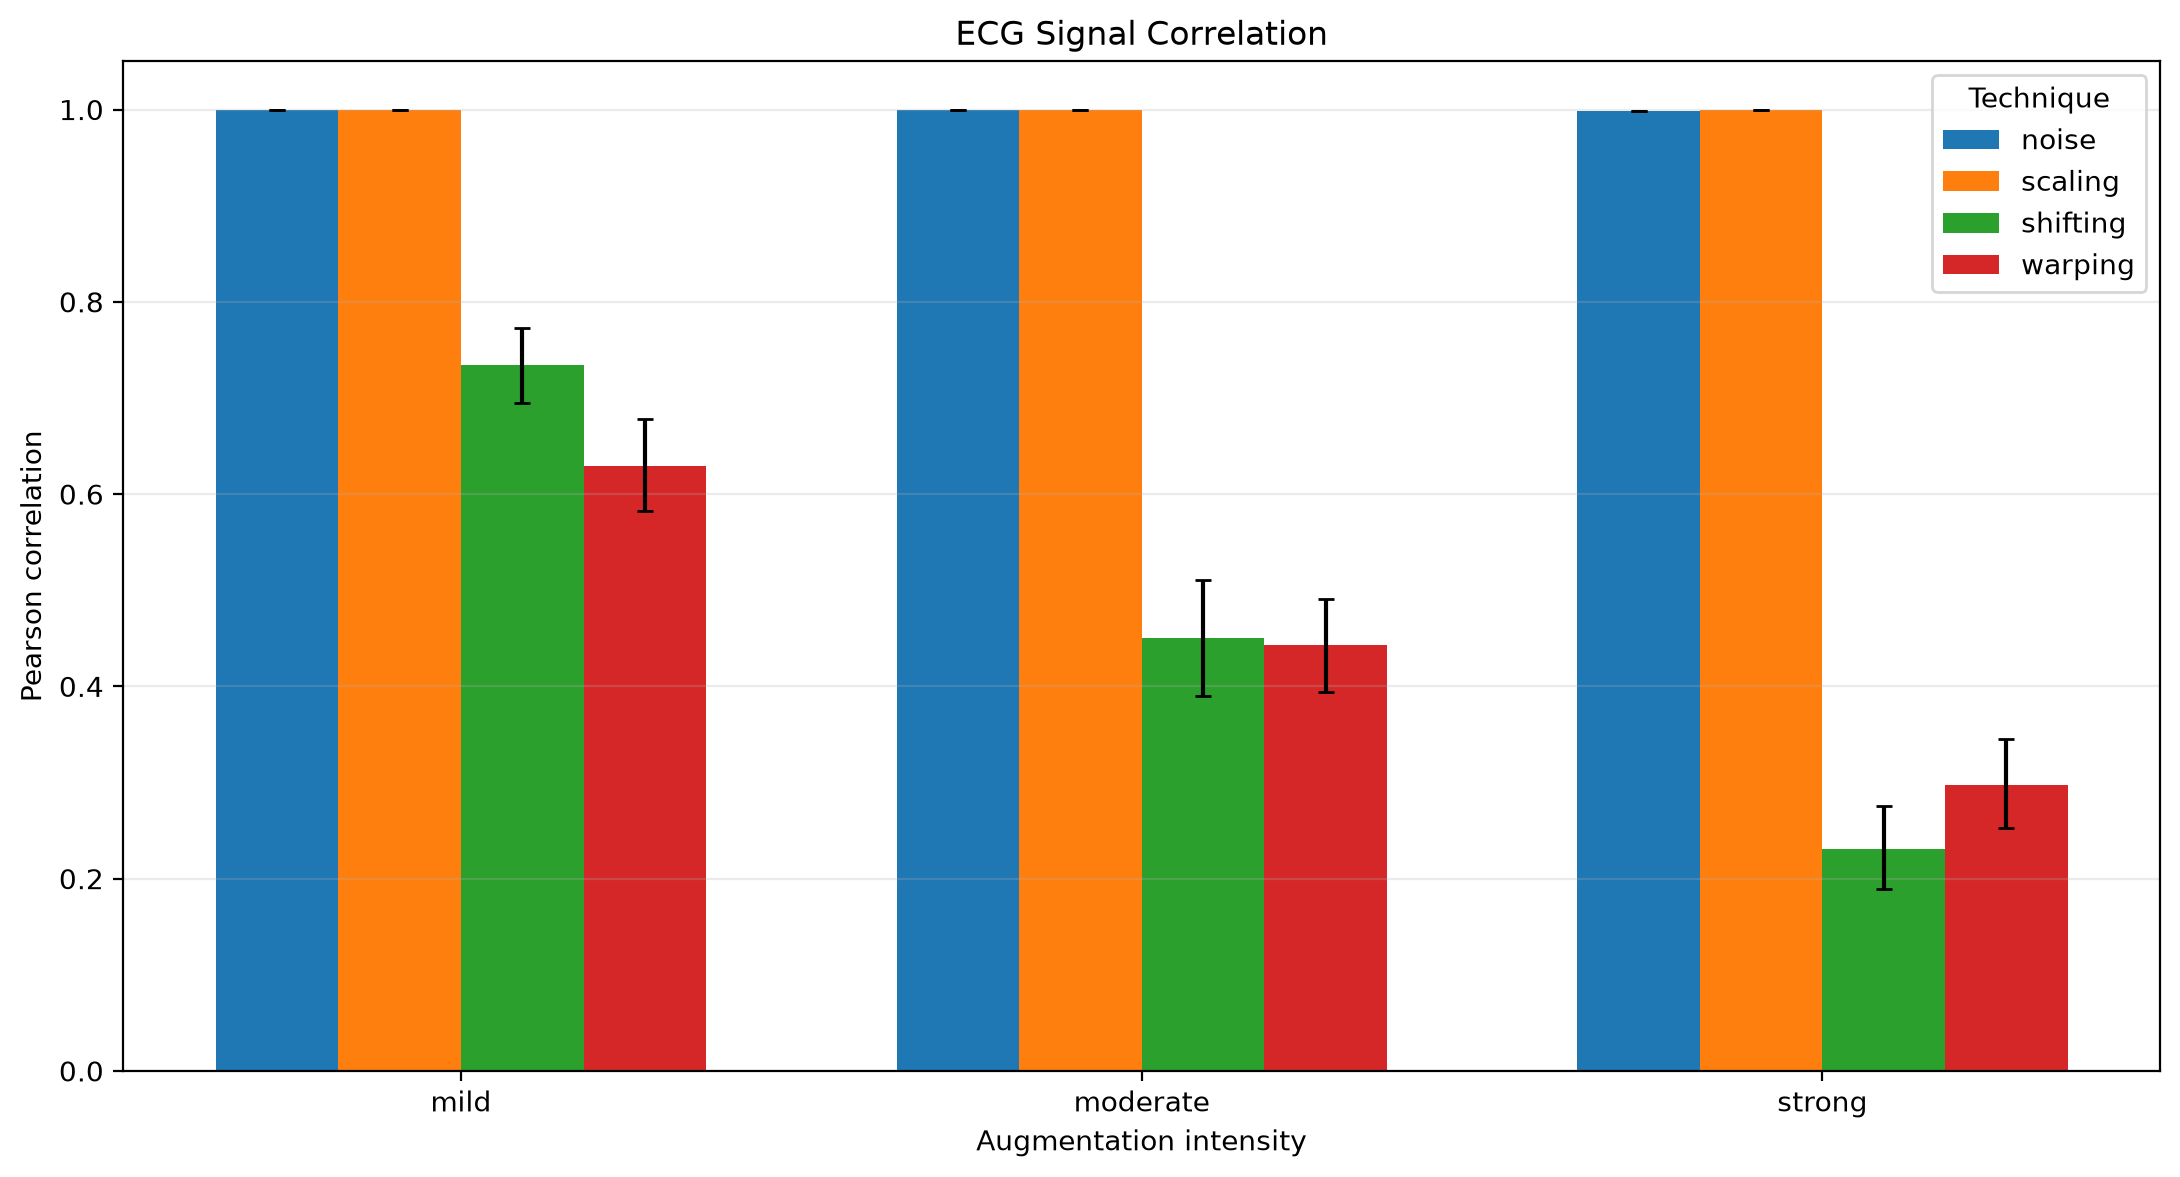 ECG Signal Correlation
Technique
noise
scaling
shifting
warping
Pearson correlation
1.0
0.8
0.6
0.4
0.2
0.0
mild
moderate
strong
Augmentation intensity